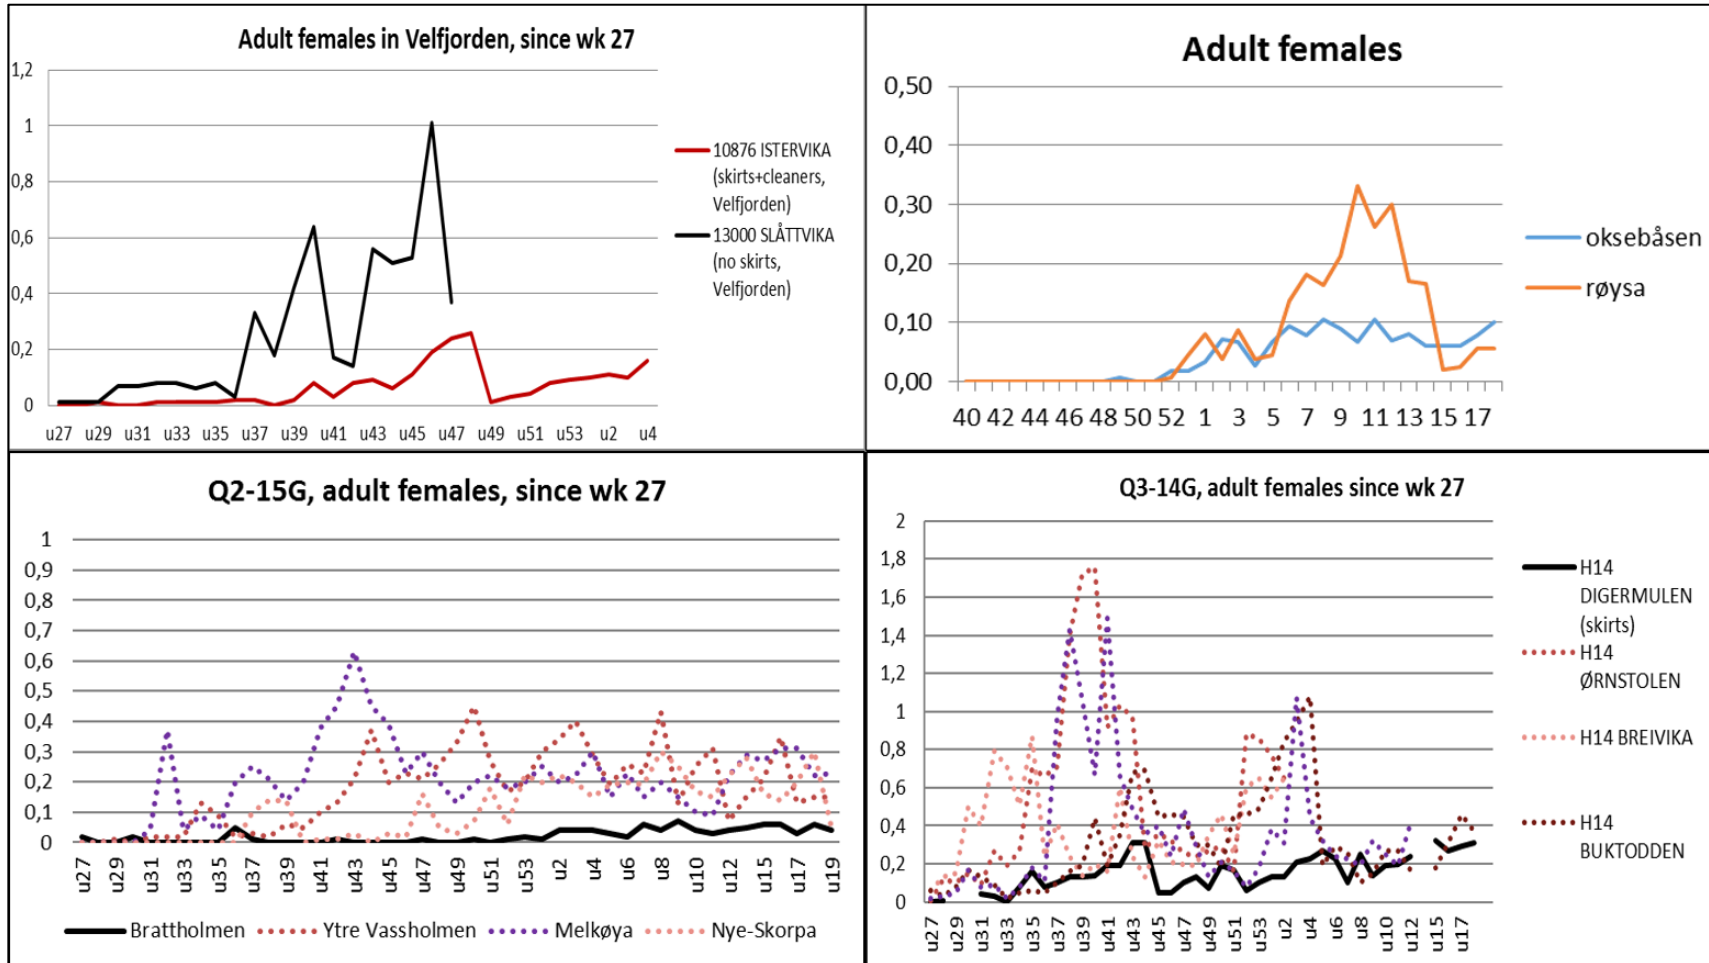 Adult females in Velfjorden, since wk 27
1,2
1
0,8
0,6
0,4
0,2
0
u27 u29 u31 u33 u35 u37 u39 u41 u43 u45 u47 u49 u51 u53 u2 u4
10876 ISTERVIKA
(skirts+cleaners,
Velfjorden)
13000 SLÅTTVIKA
(no skirts,
Velfjorden)
Adult females
0,50
0,40
0,30
0,20
0,10
0,00
40 42 44 46 48 50 52 1 3 5 7 9 11 13 15 17
oksebåsen
røysa
Q2-15G, adult females, since wk 27
1
0,9
0,8
0,7
0,6
0,5
0,4
0,3
0,2
0,1
0
u27 u29 u31 u33 u35 u37 u39 u41 u43 u45 u47 u49 u51 u53 u2 u4 u6 u8 u10 u12 u15 u17 u19
Brattholmen Ytre Vassholmen Melkøya Nye-Skorpa
Q3-14G, adult females since wk 27
2
1,8
1,6
1,4
1,2
1
0,8
0,6
0,4
0,2
0
u27 u29 u31 u33 u35 u37 u39 u41 u43 u45 u47 u49 u51 u53 u2 u4 u6 u8 u10 u12 u15 u17
H14
DIGERMULEN
(skirts)
H14
ØRNSTOLEN
H14 BREIVIKA
H14
BUKTODDEN